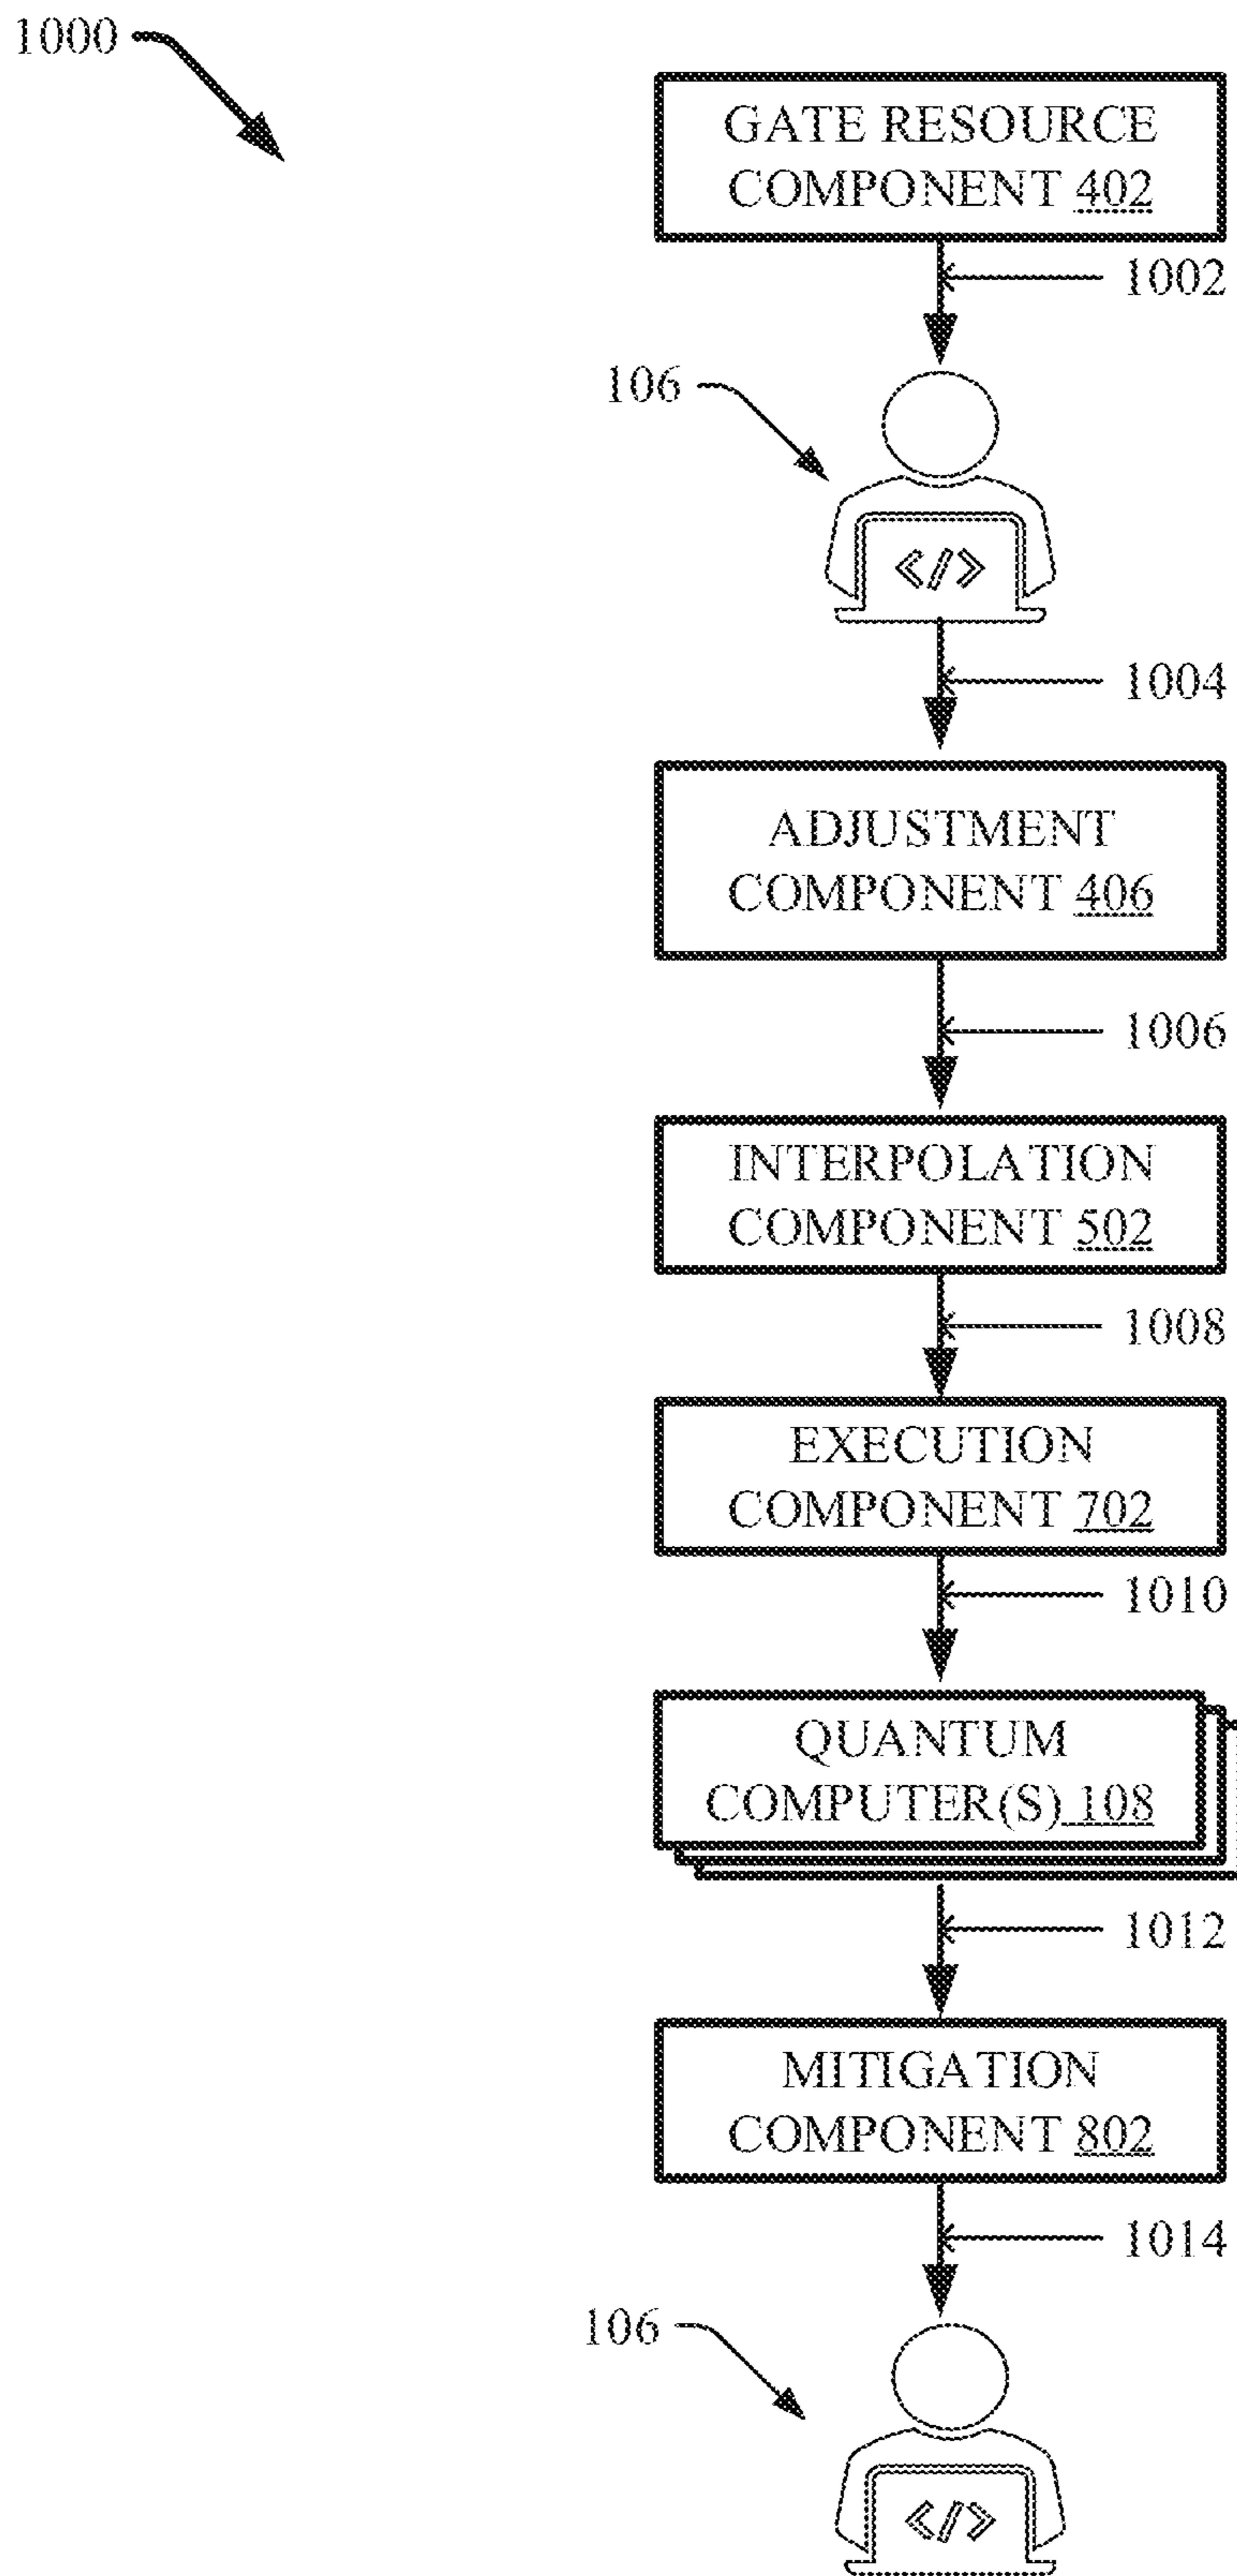 1000
GATE RESOURCE
COMPONENT 402
1002
106
</>
1004
ADJUSTMENT
COMPONENT 406
1006
INTERPOLATION
COMPONENT 502
1008
EXECUTION
COMPONENT 702
1010
QUANTUM
COMPUTER(S) 108
1012
MITIGATION
COMPONENT 802
1014
106
</>